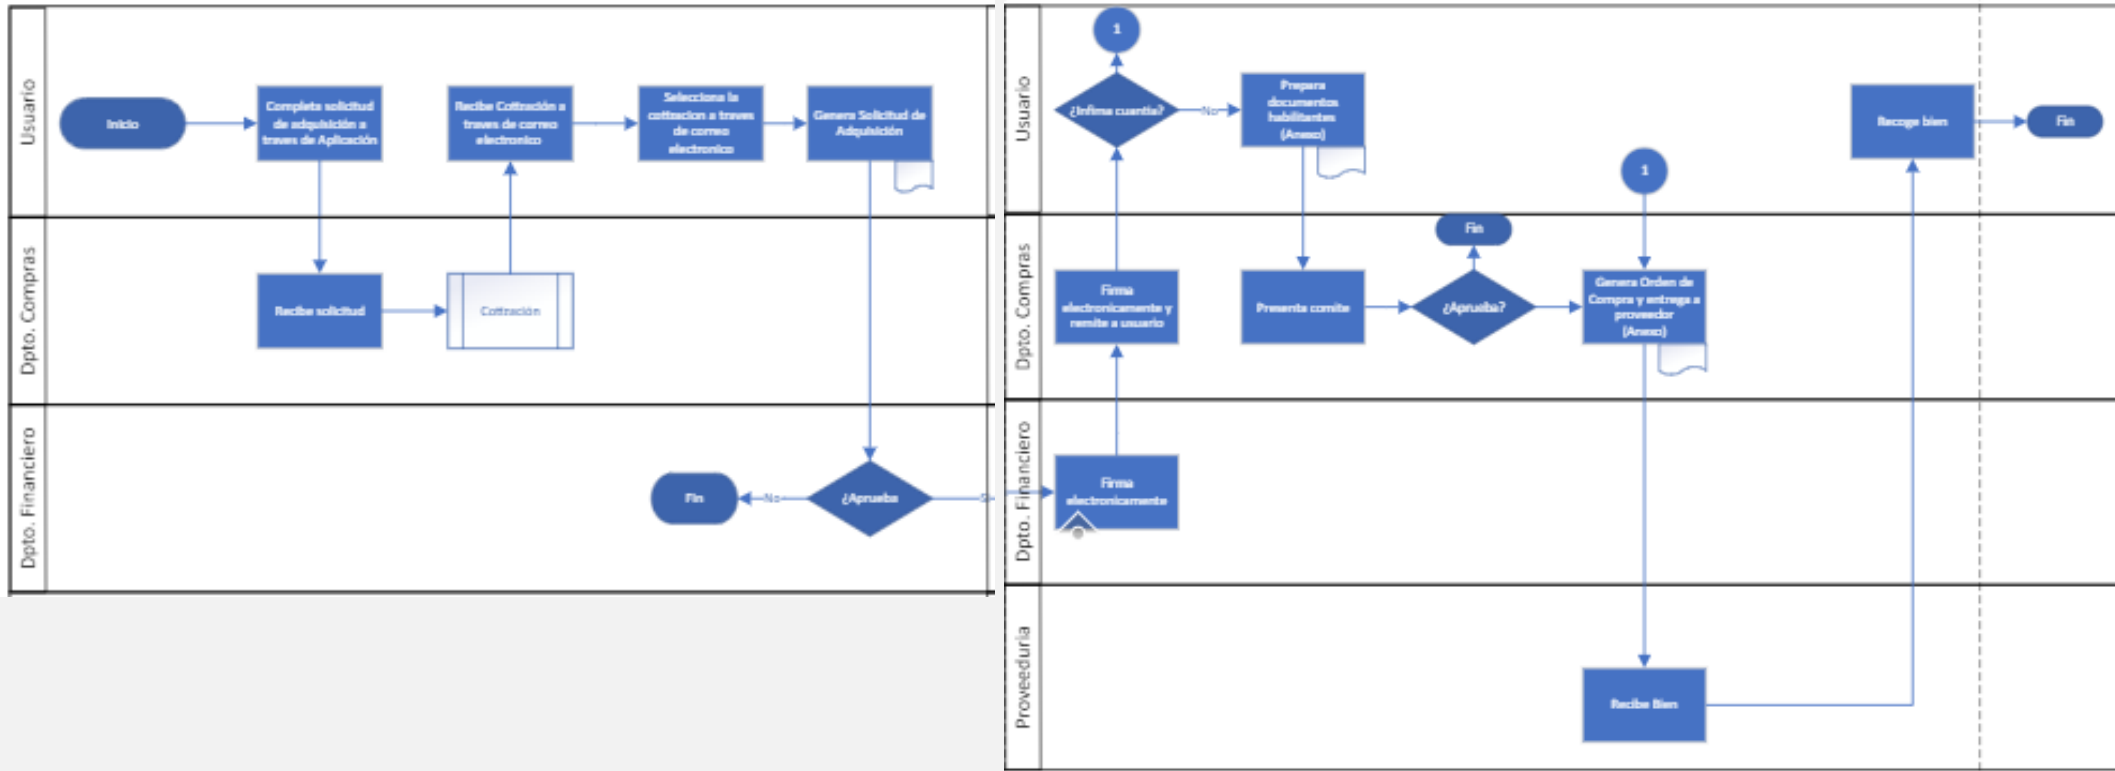 Usuario
Inicio
Completa solicitud
de adquisición a
traves de Aplicación
Recibe Cotización a
traves de correo
electronico
Selecciona la
cotizacion a traves
de correo
electronico
Genera Solicitud de
Adquisición
Dpto. Compras
Recibe solicitud
Cotización
Dpto. Financiero
Fin
No
¿Aprueba
Si
Usuario
1
¿Infima cuantia?
No
Prepara
documentos
habilitantes
(Anexo)
1
Recoge bien
Fin
Dpto. Compras
Firma
electronicamente y
remite a usuario
Presenta comite
Fin
¿Aprueba?
Genera Orden de
Compra y entrega a
proveedor
(Anexo)
Dpto. Financiero
Firma
electronicamente
Proveeduria
Recibe Bien